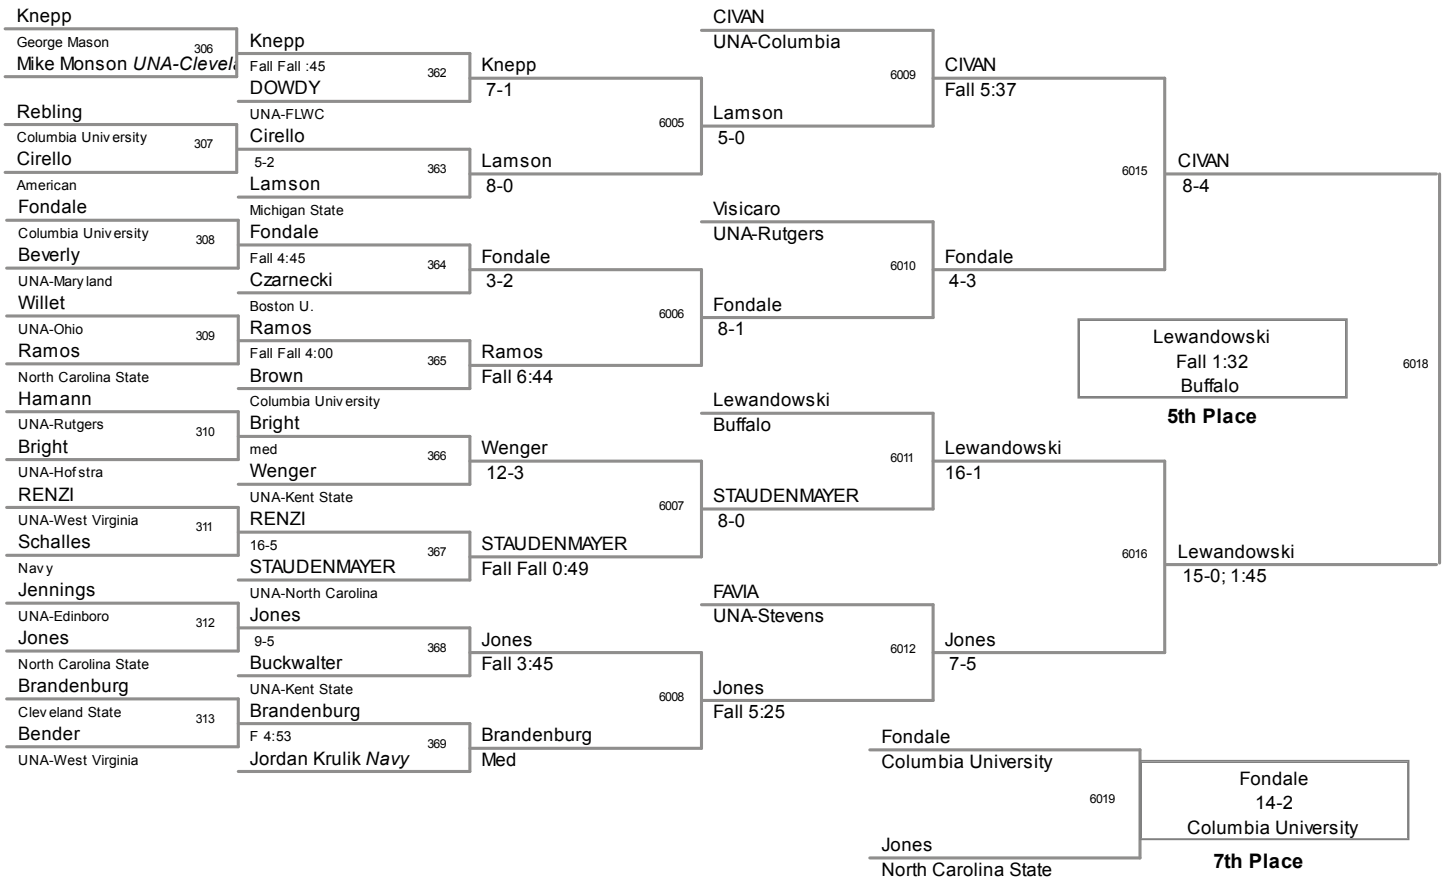 Knepp
George Mason
306
Mike Monson UNA-Clevela
Rebling
Columbia University
307
Cirello
American
Fondale
Columbia University
308
Beverly
UNA-Maryland
Willet
UNA-Ohio
309
Ramos
North Carolina State
Hamann
UNA-Rutgers
310
Bright
UNA-Hofstra
RENZI
UNA-West Virginia
311
Schalles
Navy
Jennings
UNA-Edinboro
312
Jones
North Carolina State
Brandenburg
Cleveland State
313
Bender
UNA-West Virginia
Knepp
Fall Fall :45
362
DOWDY
UNA-FLWC
Cirello
5-2
363
Lamson
Michigan State
Fondale
Fall 4:45
364
Czarnecki
Boston U.
Ramos
Fall Fall 4:00
365
Brown
Columbia University
Bright
med
366
Wenger
UNA-Kent State
RENZI
16-5
367
STAUDENMAYER
UNA-North Carolina
Jones
9-5
368
Buckwalter
UNA-Kent State
Brandenburg
F 4:53
369
Jordan Krulik Navy
Knepp
7-1
6005
Lamson
8-0
Fondale
3-2
6006
Ramos
Fall 6:44
Wenger
12-3
6007
STAUDENMAYER
Fall Fall 0:49
Jones
Fall 3:45
6008
Brandenburg
Med
CIVAN
UNA-Columbia
6009
Lamson
5-0
Visicaro
UNA-Rutgers
6010
Fondale
8-1
Lewandowski
Buffalo
6011
STAUDENMAYER
8-0
FAVIA
UNA-Stevens
6012
Jones
Fall 5:25
CIVAN
Fall 5:37
6015
Fondale
4-3
Lewandowski
16-1
6016
Jones
7-5
CIVAN
8-4
6018
Lewandowski
15-0; 1:45
Lewandowski
Fall 1:32
Buffalo
5th Place
Fondale
Columbia University
6019
Jones
North Carolina State
Fondale
14-2
Columbia University
7th Place